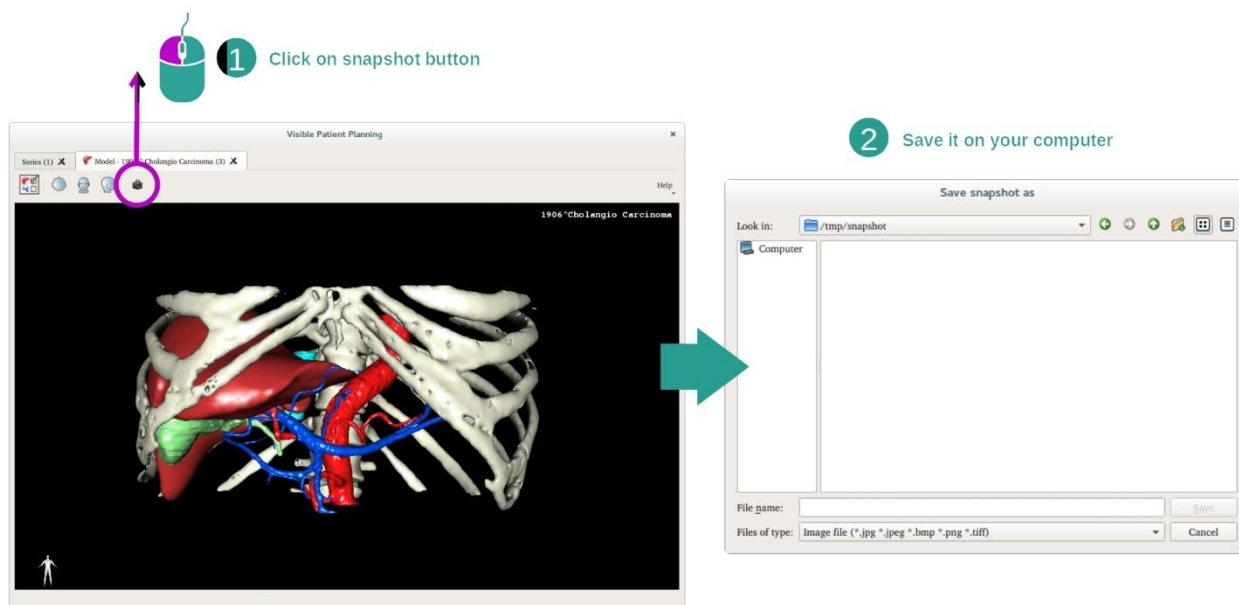 1 Click on snapshot button
Visible Patient Planning
Series (1) X Model - 1906^Cholangio Carcinoma (3) X
Help
1906^Cholangio Carcinoma
2 Save it on your computer
Save snapshot as
Look in: /tmp/snapshot
Computer
File name: Save
Files of type: Image file (*.jpg *.jpeg *.bmp *.png *.tiff) Cancel